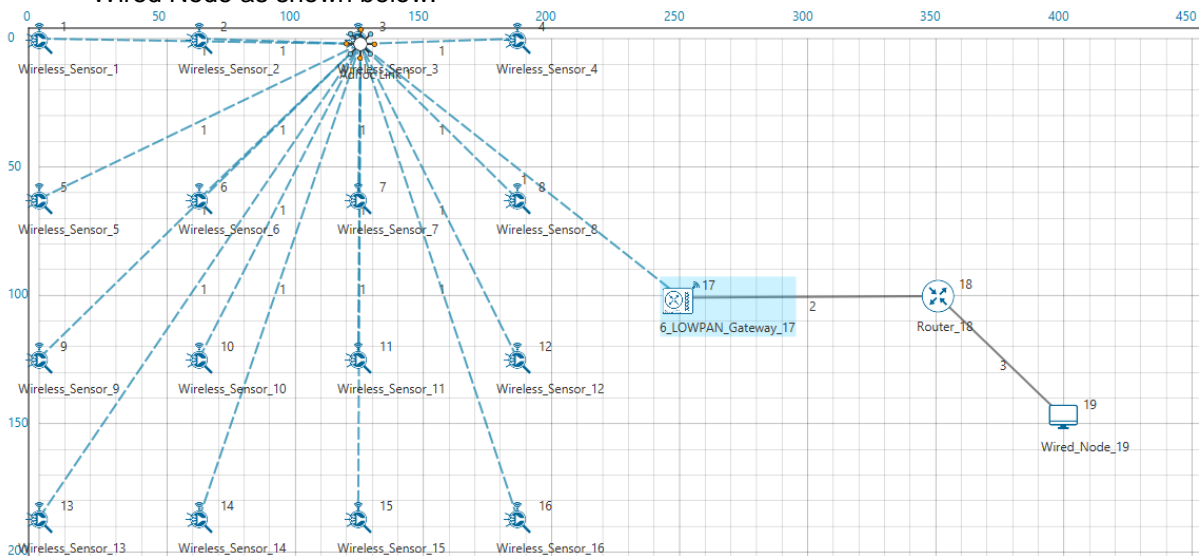 Wired Node as shown below:
0 50 100 150 200 250 300 350 400 450
0
1 2 3 4
Wireless_Sensor_1 Wireless_Sensor_2 Wireless_Sensor_3 Wireless_Sensor_4
1 1 1
1 1 1 1
50
1
5 6 7 8
1 1 1
Wireless_Sensor_5 Wireless_Sensor_6 Wireless_Sensor_7 Wireless_Sensor_8
100
17 18
1 1 1
2
6_LOWPAN_Gateway_17 Router_18
9 10 11 12
3
Wireless_Sensor_9 Wireless_Sensor_10 Wireless_Sensor_11 Wireless_Sensor_12
19
150
Wired_Node_19
13 14 15 16
Wireless_Sensor_13 Wireless_Sensor_14 Wireless_Sensor_15 Wireless_Sensor_16
200